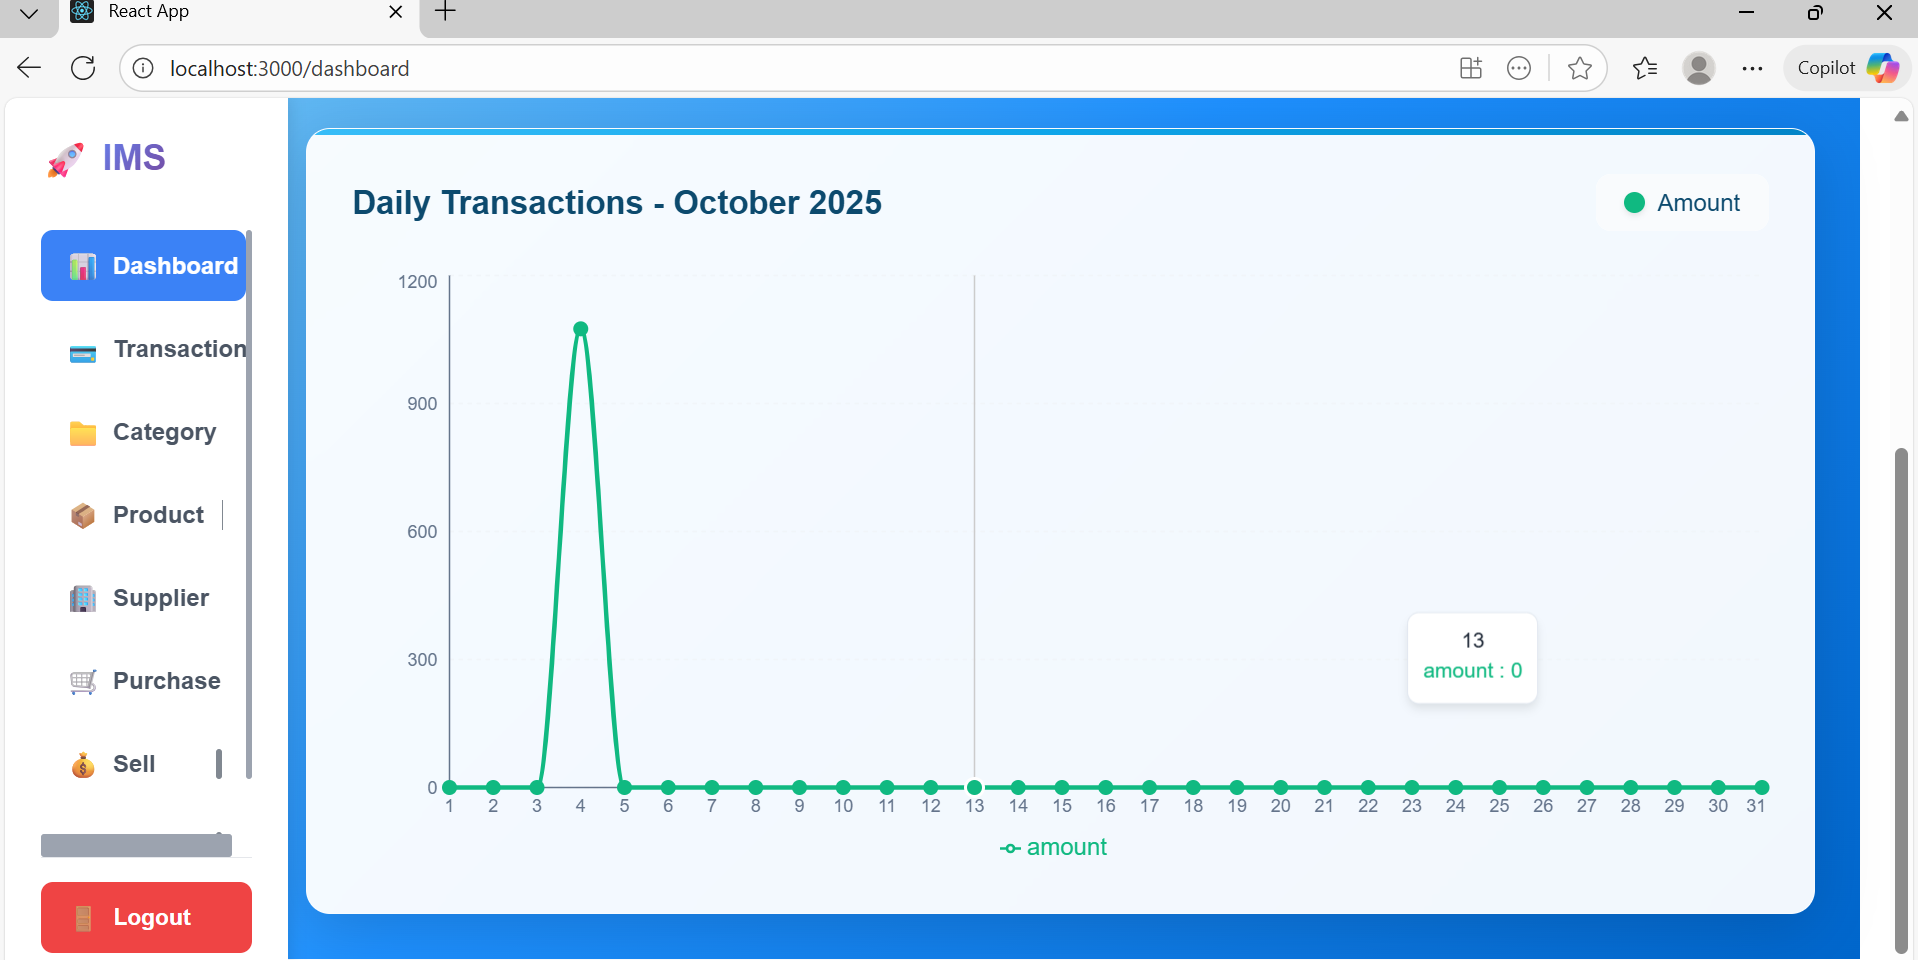 React App
localhost:3000/dashboard
Copilot
IMS
Dashboard
Transaction
Category
Product
Supplier
Purchase
Sell
Logout
Daily Transactions - October 2025
Amount
1200
900
600
300
0
13
amount : 0
1 2 3 4 5 6 7 8 9 10 11 12 13 14 15 16 17 18 19 20 21 22 23 24 25 26 27 28 29 30 31
amount